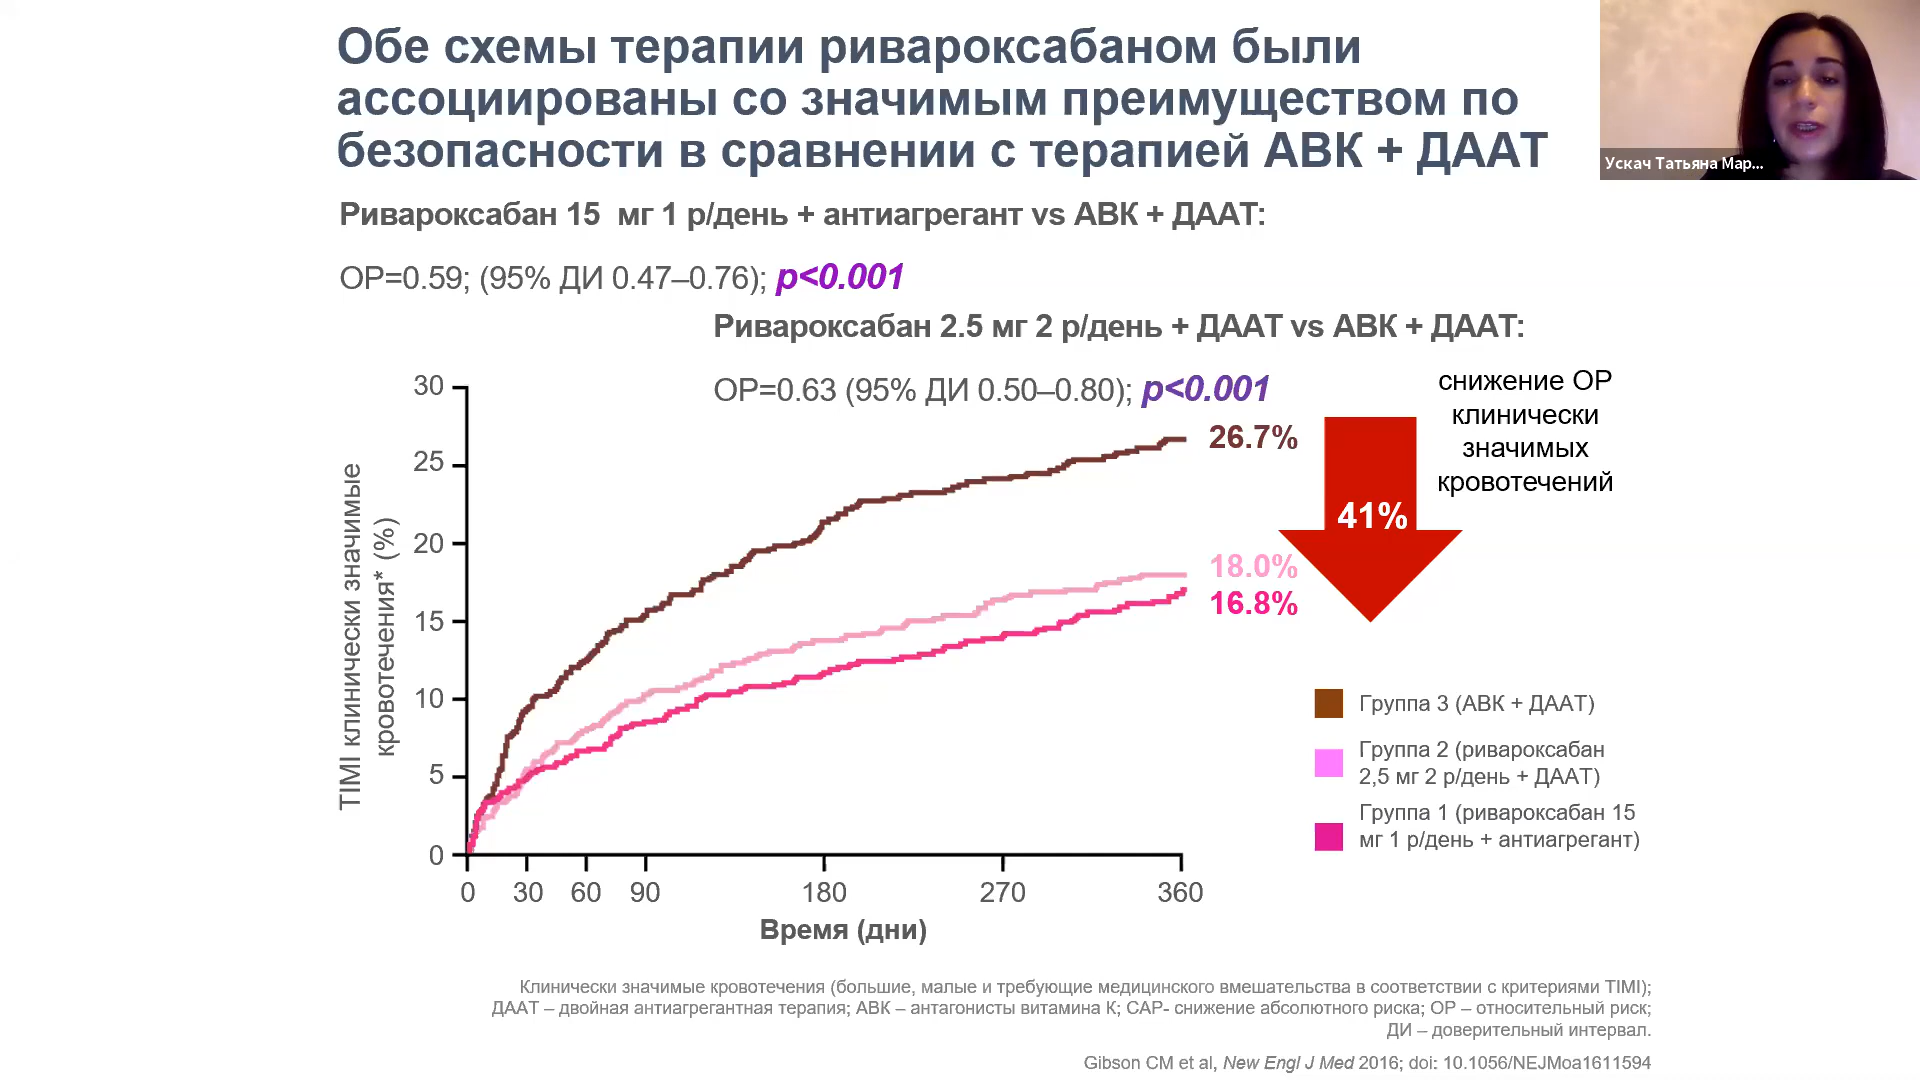 Обе схемы терапии ривароксабаном были
ассоциированы со значимым преимуществом по
безопасности в сравнении с терапией АВК + ДААТ
Ускач Татьяна Мар...
Ривароксабан 15 мг 1 р/день + антиагрегант vs АВК + ДААТ:
ОР=0.59; (95% ДИ 0.47–0.76); p<0.001
Ривароксабан 2.5 мг 2 р/день + ДААТ vs АВК + ДААТ:
ОР=0.63 (95% ДИ 0.50–0.80); p<0.001
снижение ОР
клинически
значимых
кровотечений
41%
26.7%
18.0%
16.8%
TIMI клинически значимые
кровотечения* (%)
30
25
20
15
10
5
0
0 30 60 90 180 270 360
Время (дни)
Группа 3 (АВК + ДААТ)
Группа 2 (ривароксабан
2,5 мг 2 р/день + ДААТ)
Группа 1 (ривароксабан 15
мг 1 р/день + антиагрегант)
Клинически значимые кровотечения (большие, малые и требующие медицинского вмешательства в соответствии с критериями TIMI);
ДААТ – двойная антиагрегантная терапия; АВК – антагонисты витамина К; САР- снижение абсолютного риска; ОР – относительный риск;
ДИ – доверительный интервал.
Gibson CM et al, New Engl J Med 2016; doi: 10.1056/NEJMoa1611594